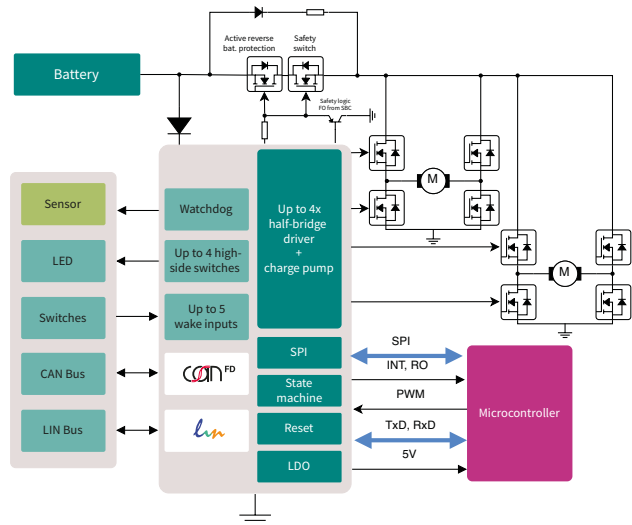 Active reverse
bat. protection
Safety
switch
Battery
Safety logic
FO from SBC
M
M
Sensor
LED
Switches
CAN Bus
LIN Bus
Watchdog
Up to 4 high-
side switches
Up to 5
wake inputs
CAN FD
Lin
Up to 4x
half-bridge
driver
+
charge pump
SPI
State
machine
Reset
LDO
SPI
INT, RO
PWM
TxD, RxD
5V
Microcontroller